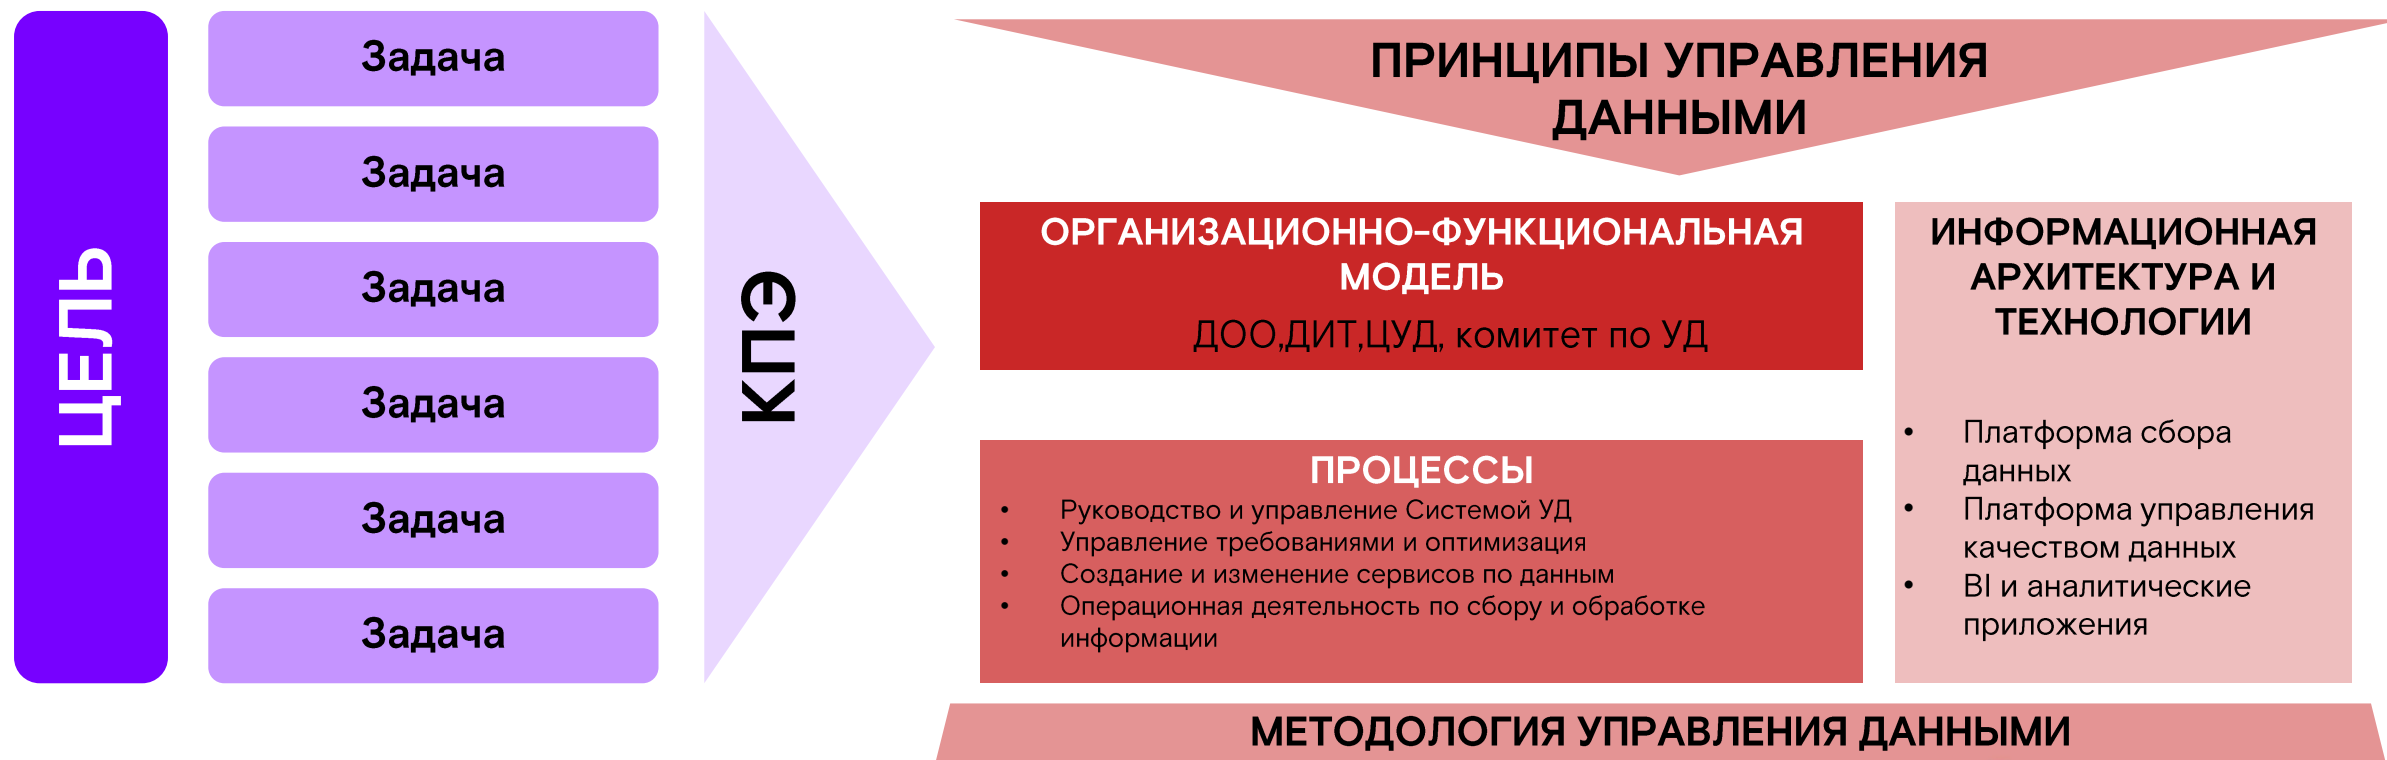 ЦЕЛЬ
Задача
Задача
Задача
Задача
Задача
Задача
КПЭ
ПРИНЦИПЫ УПРАВЛЕНИЯ
ДАННЫМИ
ОРГАНИЗАЦИОННО-ФУНКЦИОНАЛЬНАЯ
МОДЕЛЬ
ДОО,ДИТ,ЦУД, комитет по УД
ПРОЦЕССЫ
• Руководство и управление Системой УД
• Управление требованиями и оптимизация
• Создание и изменение сервисов по данным
• Операционная деятельность по сбору и обработке
информации
ИНФОРМАЦИОННАЯ
АРХИТЕКТУРА И
ТЕХНОЛОГИИ
• Платформа сбора
данных
• Платформа управления
качеством данных
• BI и аналитические
приложения
МЕТОДОЛОГИЯ УПРАВЛЕНИЯ ДАННЫМИ